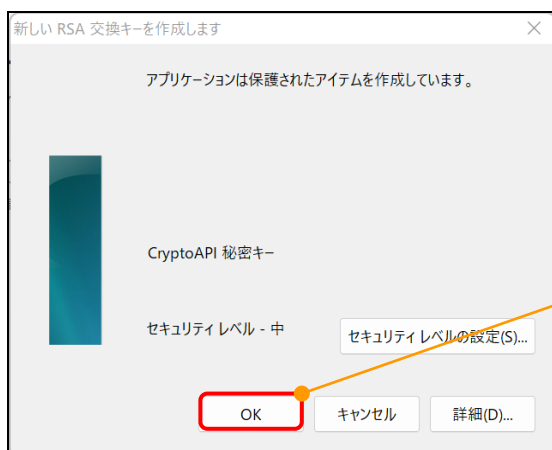 新しい RSA 交換キーを作成します
アプリケーションは保護されたアイテムを作成しています。
CryptoAPI 秘密キー
セキュリティ レベル - 中
セキュリティ レベルの設定(S)...
OK
キャンセル
詳細(D)...